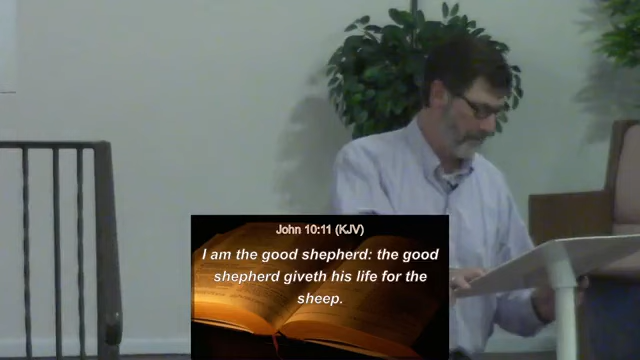 John 10:11 (KJV)
I am the good shepherd: the good
shepherd giveth his life for the
sheep.